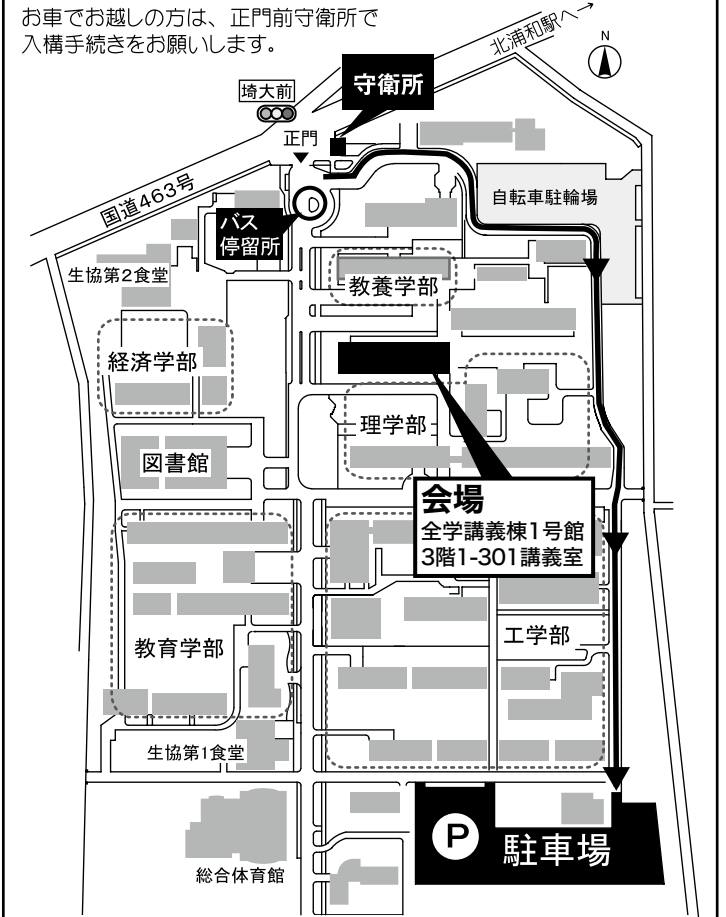 お車でお越しの方は、正門前守衛所で
入構手続きをお願いします。
北浦和駅へ
N
埼大前
守衛所
正門
国道463号
自転車駐輪場
バス
停留所
生協第2食堂
教養学部
経済学部
理学部
図書館
会場
全学講義棟1号館
3階1-301講義室
教育学部
工学部
生協第1食堂
P
駐車場
総合体育館